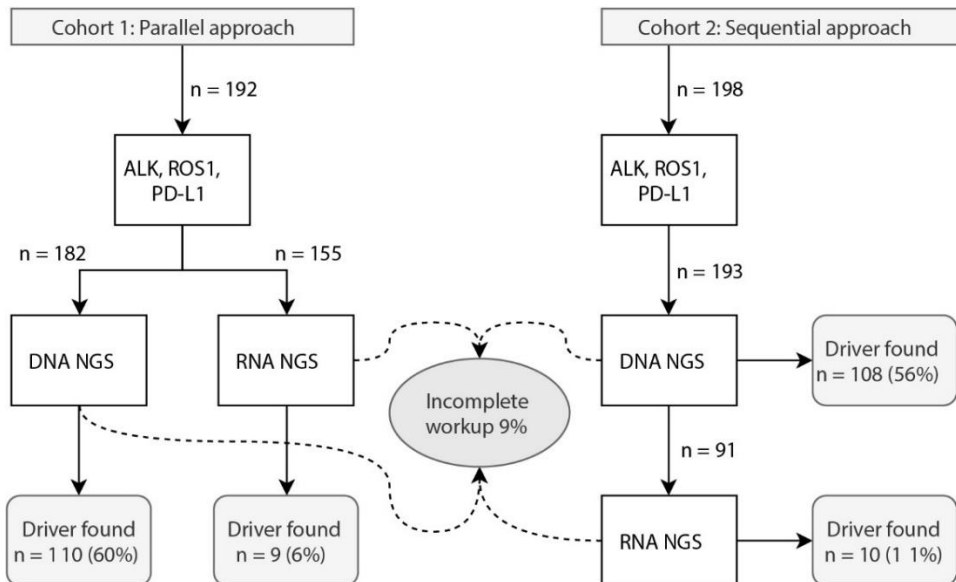 Cohort 1: Parallel approach
Cohort 2: Sequential approach
n = 192
n = 198
ALK, ROS1,
PD-L1
ALK, ROS1,
PD-L1
n = 182
n = 155
n = 193
DNA NGS
RNA NGS
DNA NGS
Driver found
n = 108 (56%)
Incomplete
workup 9%
n = 91
Driver found
n = 110 (60%)
Driver found
n = 9 (6%)
RNA NGS
Driver found
n = 10 (1 1%)